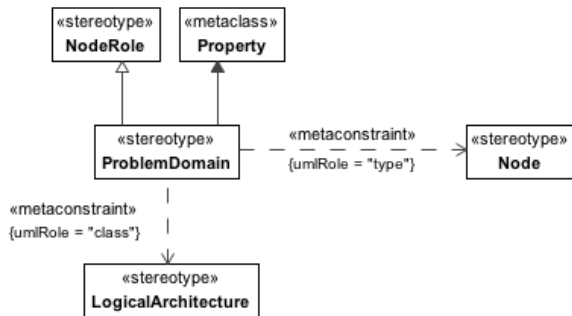 «stereotype»
NodeRole
«metaclass»
Property
«stereotype»
ProblemDomain
«metaconstraint»
{umlRole = "type"}
«stereotype»
Node
«metaconstraint»
{umlRole = "class"}
«stereotype»
LogicalArchitecture